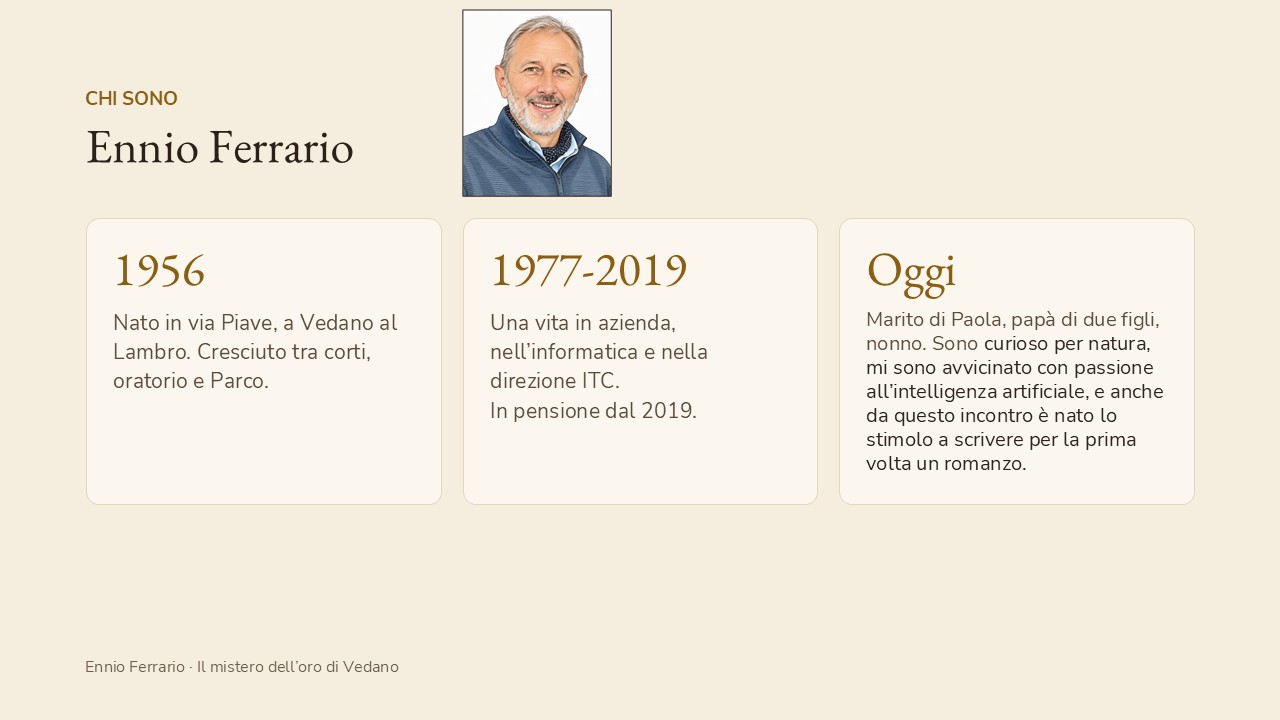 CHI SONO
Ennio Ferrario
1956
Nato in via Piave, a Vedano al
Lambro. Cresciuto tra corti,
oratorio e Parco.
1977-2019
Una vita in azienda,
nell’informatica e nella
direzione ITC.
In pensione dal 2019.
Oggi
Marito di Paola, papà di due figli,
nonno. Sono curioso per natura,
mi sono avvicinato con passione
all’intelligenza artificiale, e anche
da questo incontro è nato lo
stimolo a scrivere per la prima
volta un romanzo.
Ennio Ferrario · Il mistero dell’oro di Vedano